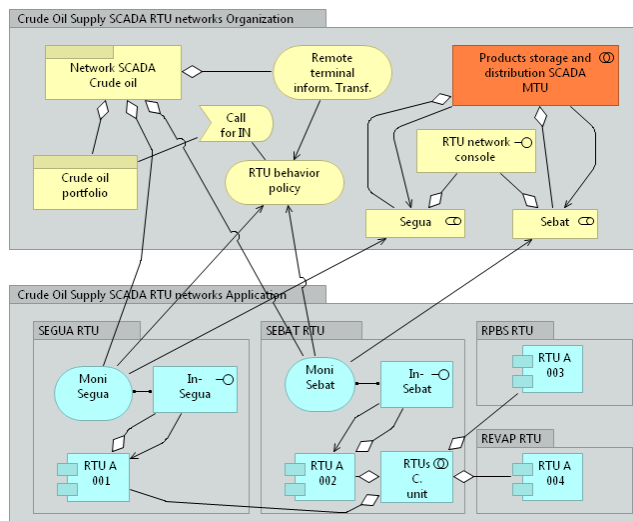 Crude Oil Supply SCADA RTU networks Organization
Network SCADA
Crude oil
Remote
terminal
inform. Transf.
Products storage and
distribution SCADA
MTU
Call
for IN
RTU network
console
Crude oil
portfolio
RTU behavior
policy
Segua
Sebat
Crude Oil Supply SCADA RTU networks Application
SEGUA RTU
SEBAT RTU
RPBS RTU
Moni
Segua
In-
Segua
Moni
Sebat
In-
Sebat
RTU A
003
REVAP RTU
RTU A
001
RTU A
002
RTUs
C.
unit
RTU A
004